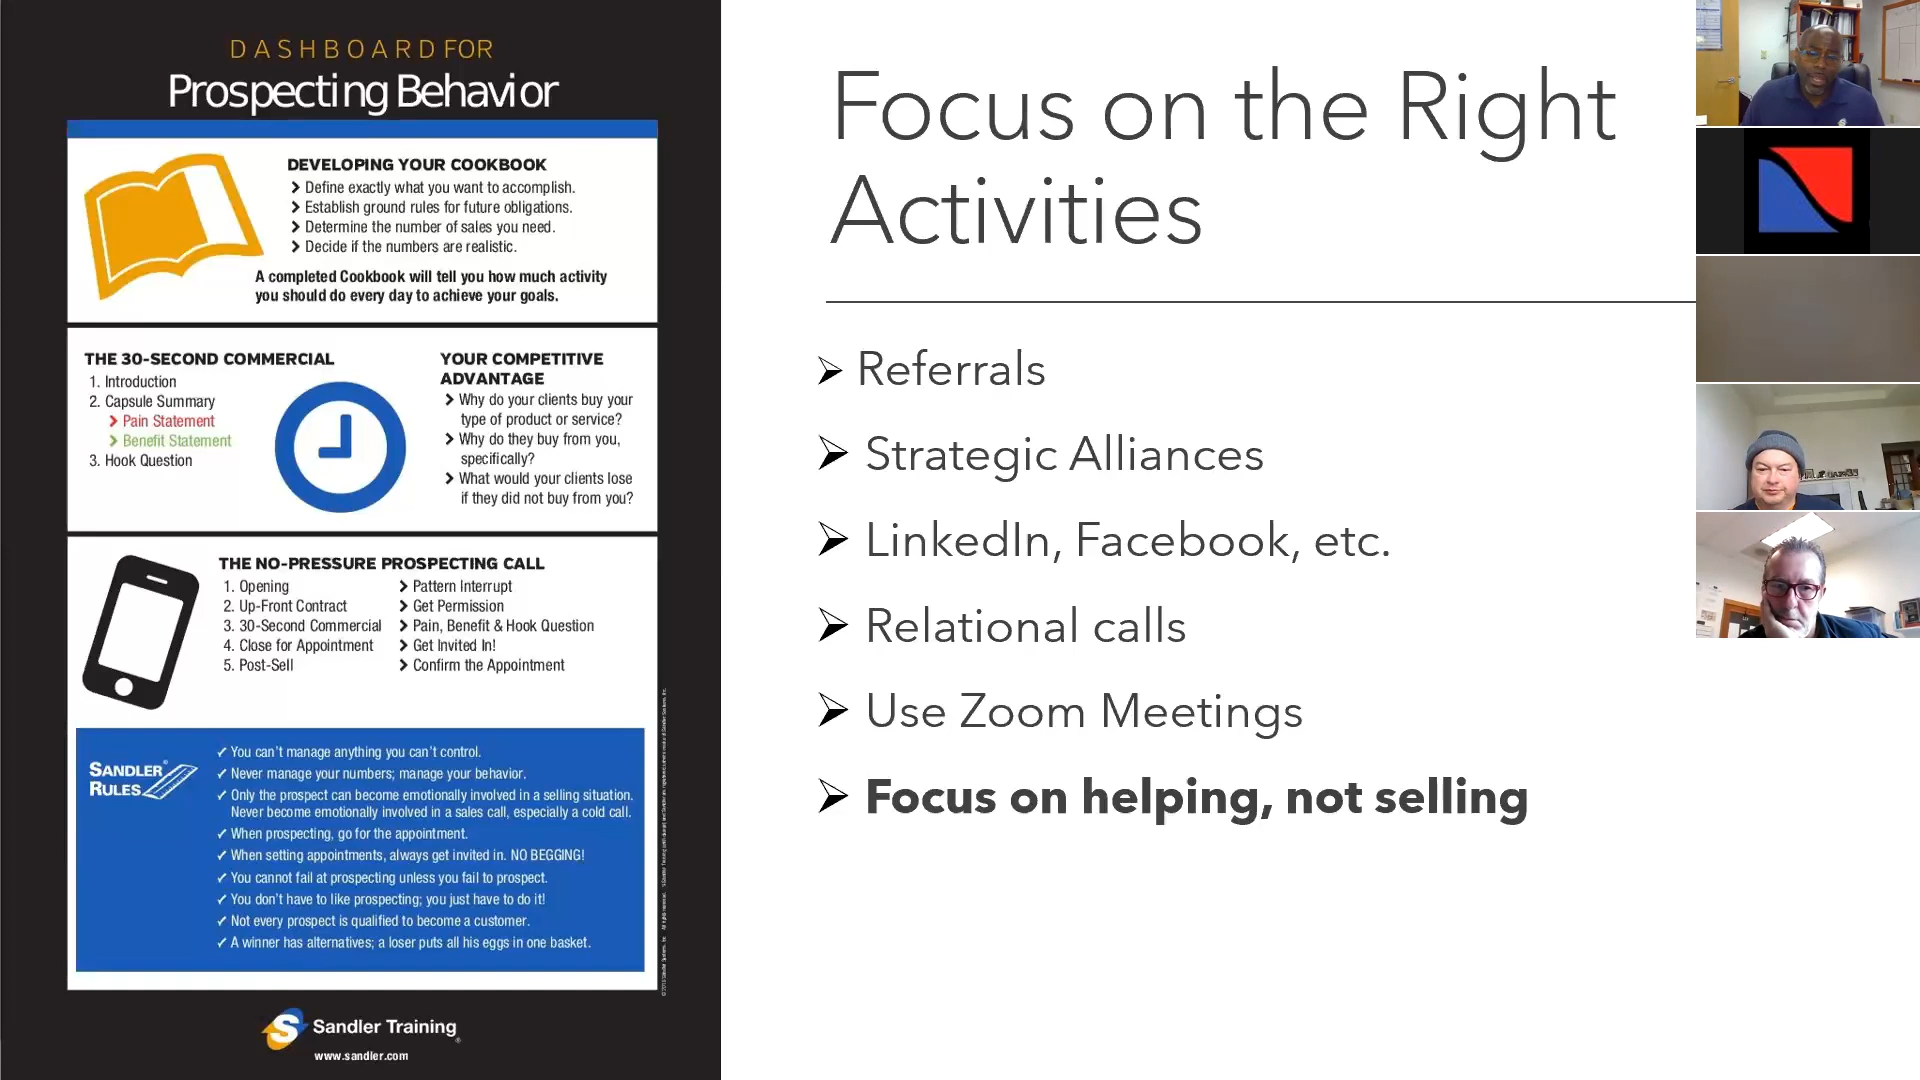 DASHBOARD FOR
Prospecting Behavior
DEVELOPING YOUR COOKBOOK
Define exactly what you want to accomplish.
Establish ground rules for future obligations.
Determine the number of sales you need.
Decide if the numbers are realistic.
A completed Cookbook will tell you how much activity
you should do every day to achieve your goals.
THE 30-SECOND COMMERCIAL
1. Introduction
2. Capsule Summary
Pain Statement
Benefit Statement
3. Hook Question
YOUR COMPETITIVE
ADVANTAGE
Why do your clients buy your
type of product or service?
Why do they buy from you,
specifically?
What would your clients lose
if they did not buy from you?
THE NO-PRESSURE PROSPECTING CALL
1. Opening
Pattern Interrupt
2. Up-Front Contract
Get Permission
3. 30-Second Commercial
Pain, Benefit & Hook Question
4. Close for Appointment
Get Invited In!
5. Post-Sell
Confirm the Appointment
SANDLER
RULES
✓ You can't manage anything you can't control.
✓ Never manage your numbers; manage your behavior.
✓ Only the prospect can become emotionally involved in a selling situation.
Never become emotionally involved in a sales call, especially a cold call.
✓ When prospecting, go for the appointment.
✓ When setting appointments, always get invited in. NO BEGGING!
✓ You cannot fail at prospecting unless you fail to prospect.
✓ You don't have to like prospecting; you just have to do it!
✓ Not every prospect is qualified to become a customer.
✓ A winner has alternatives; a loser puts all his eggs in one basket.
Sandler Training
www.sandler.com
Focus on the Right
Activities
Referrals
Strategic Alliances
LinkedIn, Facebook, etc.
Relational calls
Use Zoom Meetings
Focus on helping, not selling